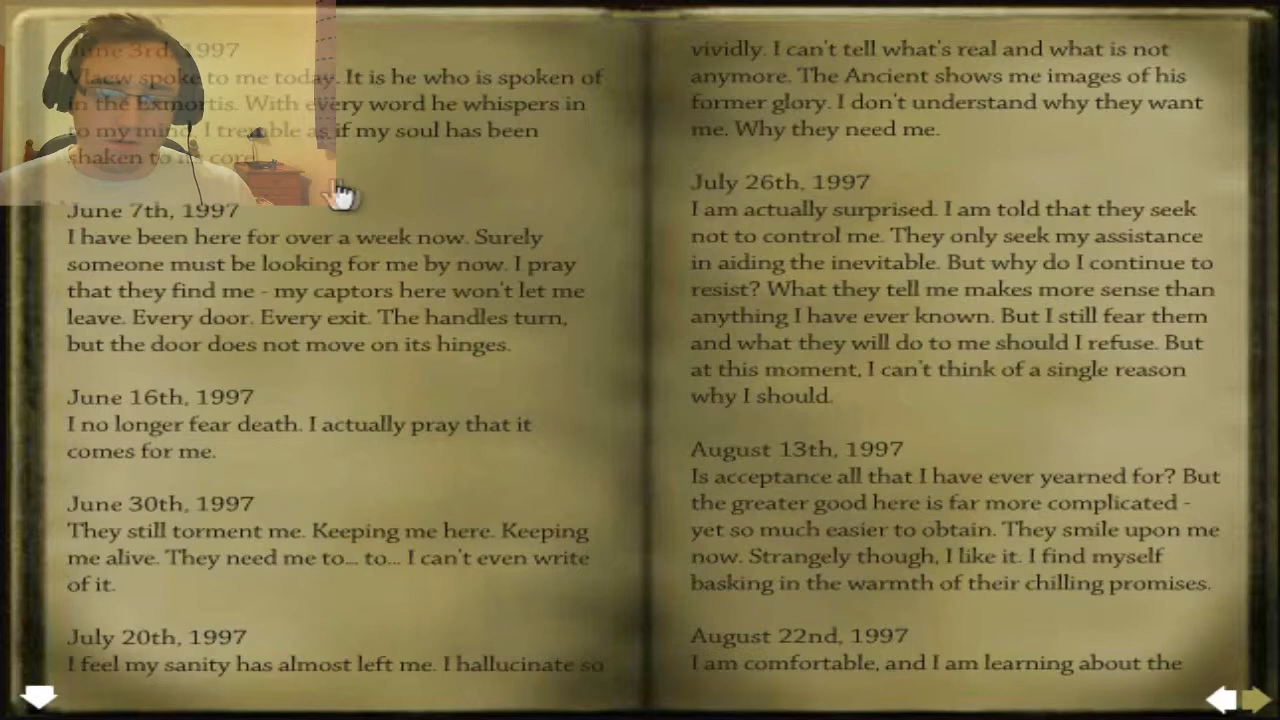 June 3rd, 1997
Vlaew spoke to me today. It is he who is spoken of
in the Exmortis. With every word he whispers in
to my mind, I tremble as if my soul has been
shaken to its core.
June 7th, 1997
I have been here for over a week now. Surely
someone must be looking for me by now. I pray
that they find me - my captors here won't let me
leave. Every door. Every exit. The handles turn,
but the door does not move on its hinges.
June 16th, 1997
I no longer fear death. I actually pray that it
comes for me.
June 30th, 1997
They still torment me. Keeping me here. Keeping
me alive. They need me to... to... I can't even write
of it.
July 20th, 1997
I feel my sanity has almost left me. I hallucinate so
vividly. I can't tell what's real and what is not
anymore. The Ancient shows me images of his
former glory. I don't understand why they want
me. Why they need me.
July 26th, 1997
I am actually surprised. I am told that they seek
not to control me. They only seek my assistance
in aiding the inevitable. But why do I continue to
resist? What they tell me makes more sense than
anything I have ever known. But I still fear them
and what they will do to me should I refuse. But
at this moment, I can't think of a single reason
why I should.
August 13th, 1997
Is acceptance all that I have ever yearned for? But
the greater good here is far more complicated -
yet so much easier to obtain. They smile upon me
now. Strangely though, I like it. I find myself
basking in the warmth of their chilling promises.
August 22nd, 1997
I am comfortable, and I am learning about the